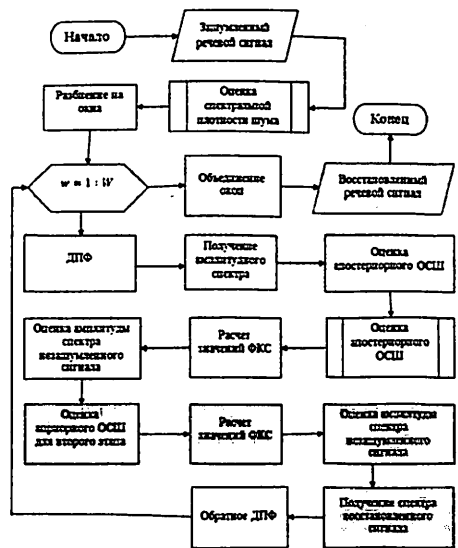 Начало
Зашумленный
речевой сигнал
Разбиение на
окна
Оценка
спектральной
плотности шума
Конец
w = 1 : W
Объединение
окон
Восстановленный
речевой сигнал
ДПФ
Получение
амплитудного
спектра
Оценка
апостериорного ОСШ
Оценка амплитуды
спектра
незашумленного
сигнала
Расчет
значений ФКС
Оценка
апостериорного
ОСШ
Оценка
априорного ОСШ
для второго этапа
Расчет
значений ФКС
Оценка амплитуды
спектра
незашумленного
сигнала
Обратное ДПФ
Получение спектра
восстановленного
сигнала